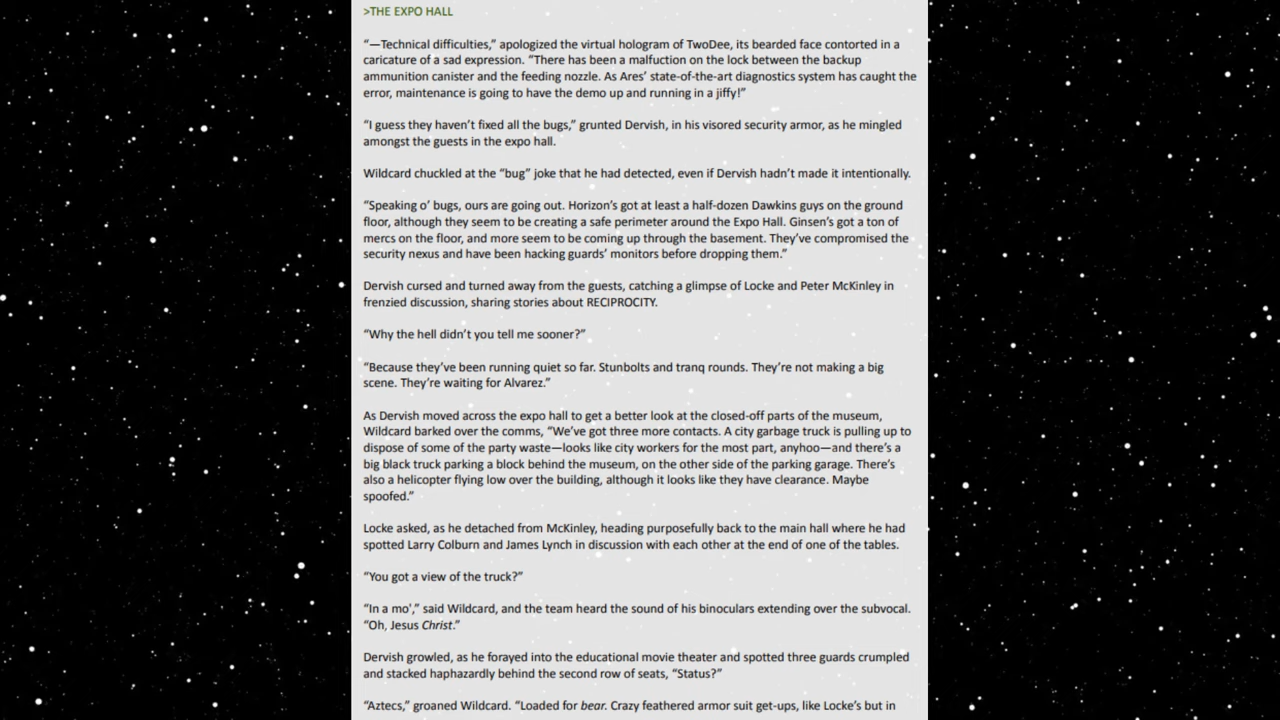 >THE EXPO HALL
“—Technical difficulties,” apologized the virtual hologram of TwoDee, its bearded face contorted in a
caricature of a sad expression. “There has been a malfuction on the lock between the backup
ammunition canister and the feeding nozzle. As Ares’ state-of-the-art diagnostics system has caught the
error, maintenance is going to have the demo up and running in a jiffy!”
“I guess they haven’t fixed all the bugs,” grunted Dervish, in his visored security armor, as he mingled
amongst the guests in the expo hall.
Wildcard chuckled at the “bug” joke that he had detected, even if Dervish hadn’t made it intentionally.
“Speaking o’ bugs, ours are going out. Horizon’s got at least a half-dozen Dawkins guys on the ground
floor, although they seem to be creating a safe perimeter around the Expo Hall. Ginsen’s got a ton of
mercs on the floor, and more seem to be coming up through the basement. They’ve compromised the
security nexus and have been hacking guards’ monitors before dropping them.”
Dervish cursed and turned away from the guests, catching a glimpse of Locke and Peter McKinley in
frenzied discussion, sharing stories about RECIPROCITY.
“Why the hell didn’t you tell me sooner?”
“Because they’ve been running quiet so far. Stunbolts and tranq rounds. They’re not making a big
scene. They’re waiting for Alvarez.”
As Dervish moved across the expo hall to get a better look at the closed-off parts of the museum,
Wildcard barked over the comms, “We’ve got three more contacts. A city garbage truck is pulling up to
dispose of some of the party waste—looks like city workers for the most part, anyhoo—and there’s a
big black truck parking a block behind the museum, on the other side of the parking garage. There’s
also a helicopter flying low over the building, although it looks like they have clearance. Maybe
spoofed.”
Locke asked, as he detached from McKinley, heading purposefully back to the main hall where he had
spotted Larry Colburn and James Lynch in discussion with each other at the end of one of the tables.
“You got a view of the truck?”
“In a mo’,” said Wildcard, and the team heard the sound of his binoculars extending over the subvocal.
“Oh, Jesus Christ.”
Dervish growled, as he forayed into the educational movie theater and spotted three guards crumpled
and stacked haphazardly behind the second row of seats, “Status?”
“Aztecs,” groaned Wildcard. “Loaded for bear. Crazy feathered armor suit get-ups, like Locke’s but in